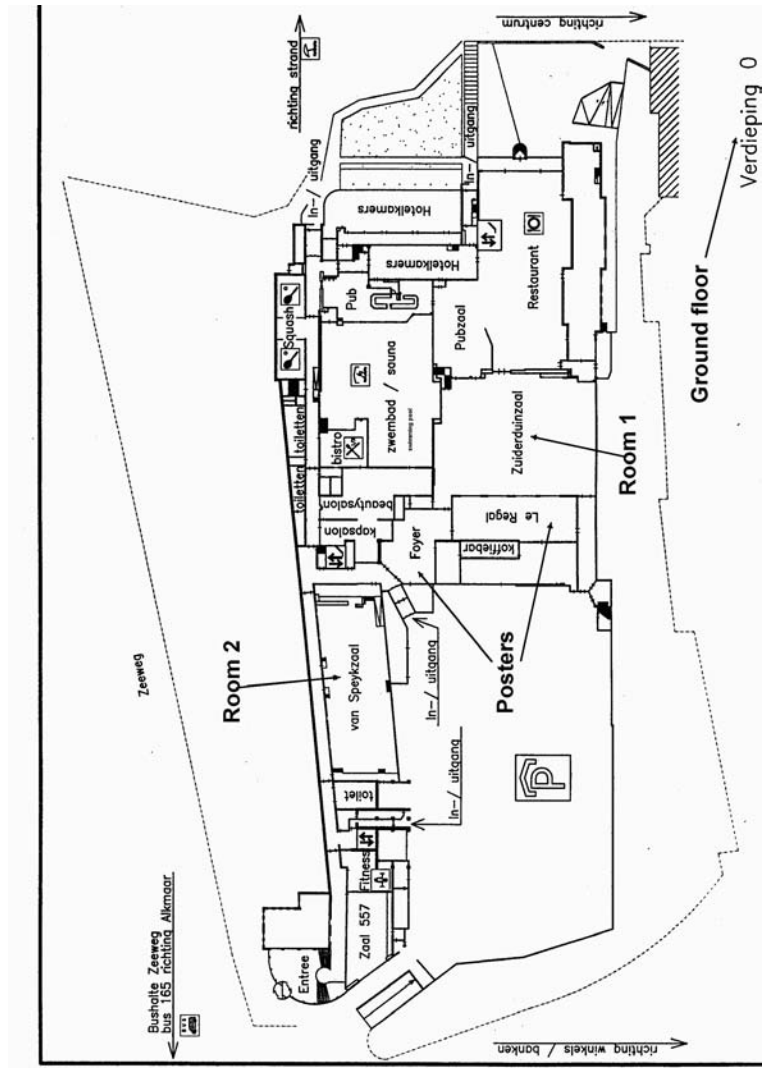 richting centrum
richting strand
Verdieping 0
Ground floor
In-/ uitgang
In-/ uitgang
Hotelkamers
Hotelkamers
Restaurant
Pub
Pubzaal
Squash
zwembad / sauna
swimming pool
bistro
toiletten
toiletten
Zuiderduinzaal
Room 1
beautysalon
kapsalon
Le Regal
koffiebar
Foyer
Posters
Zeeweg
Room 2
van Speykzaal
In-/ uitgang
In-/ uitgang
toilet
P
Fitness
Zaal 557
Entree
Bushalte Zeeweg
bus 165 richting Alkmaar
BUS
richting winkels / banken